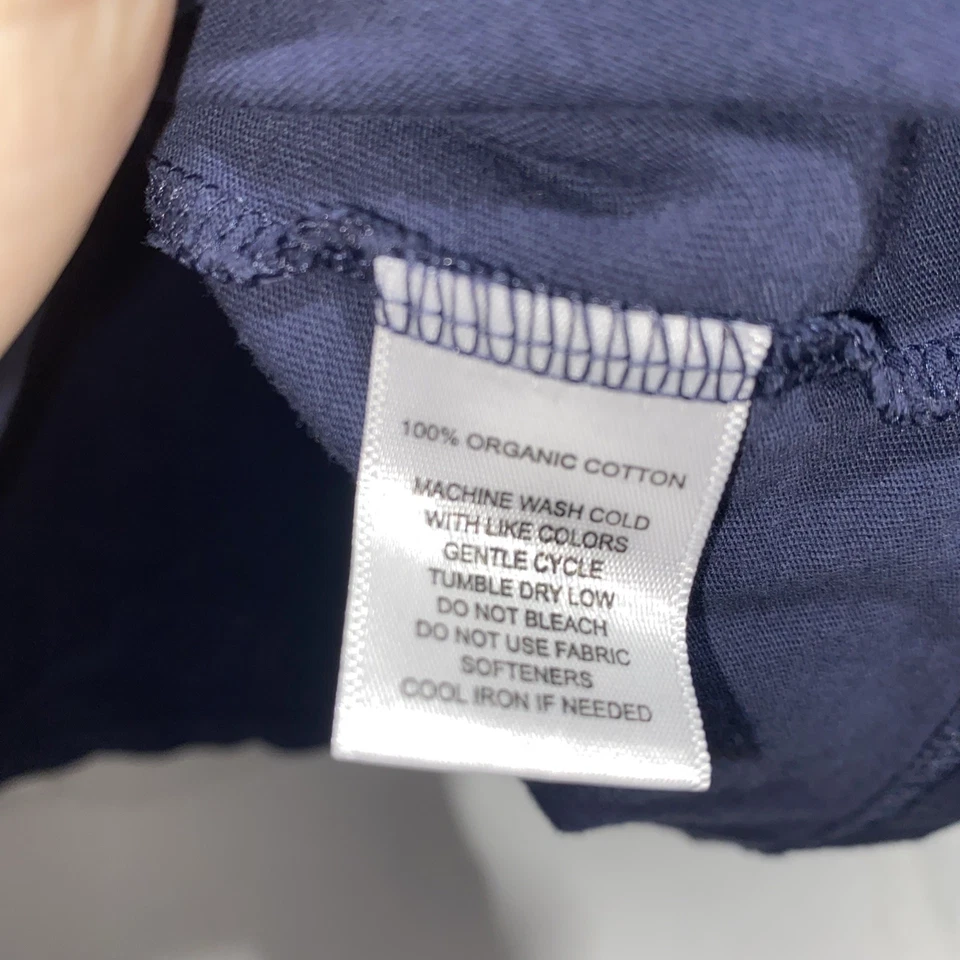 100% ORGANIC COTTON
MACHINE WASH COLD
WITH LIKE COLORS
GENTLE CYCLE
TUMBLE DRY LOW
DO NOT BLEACH
DO NOT USE FABRIC
SOFTENERS
COOL IRON IF NEEDED